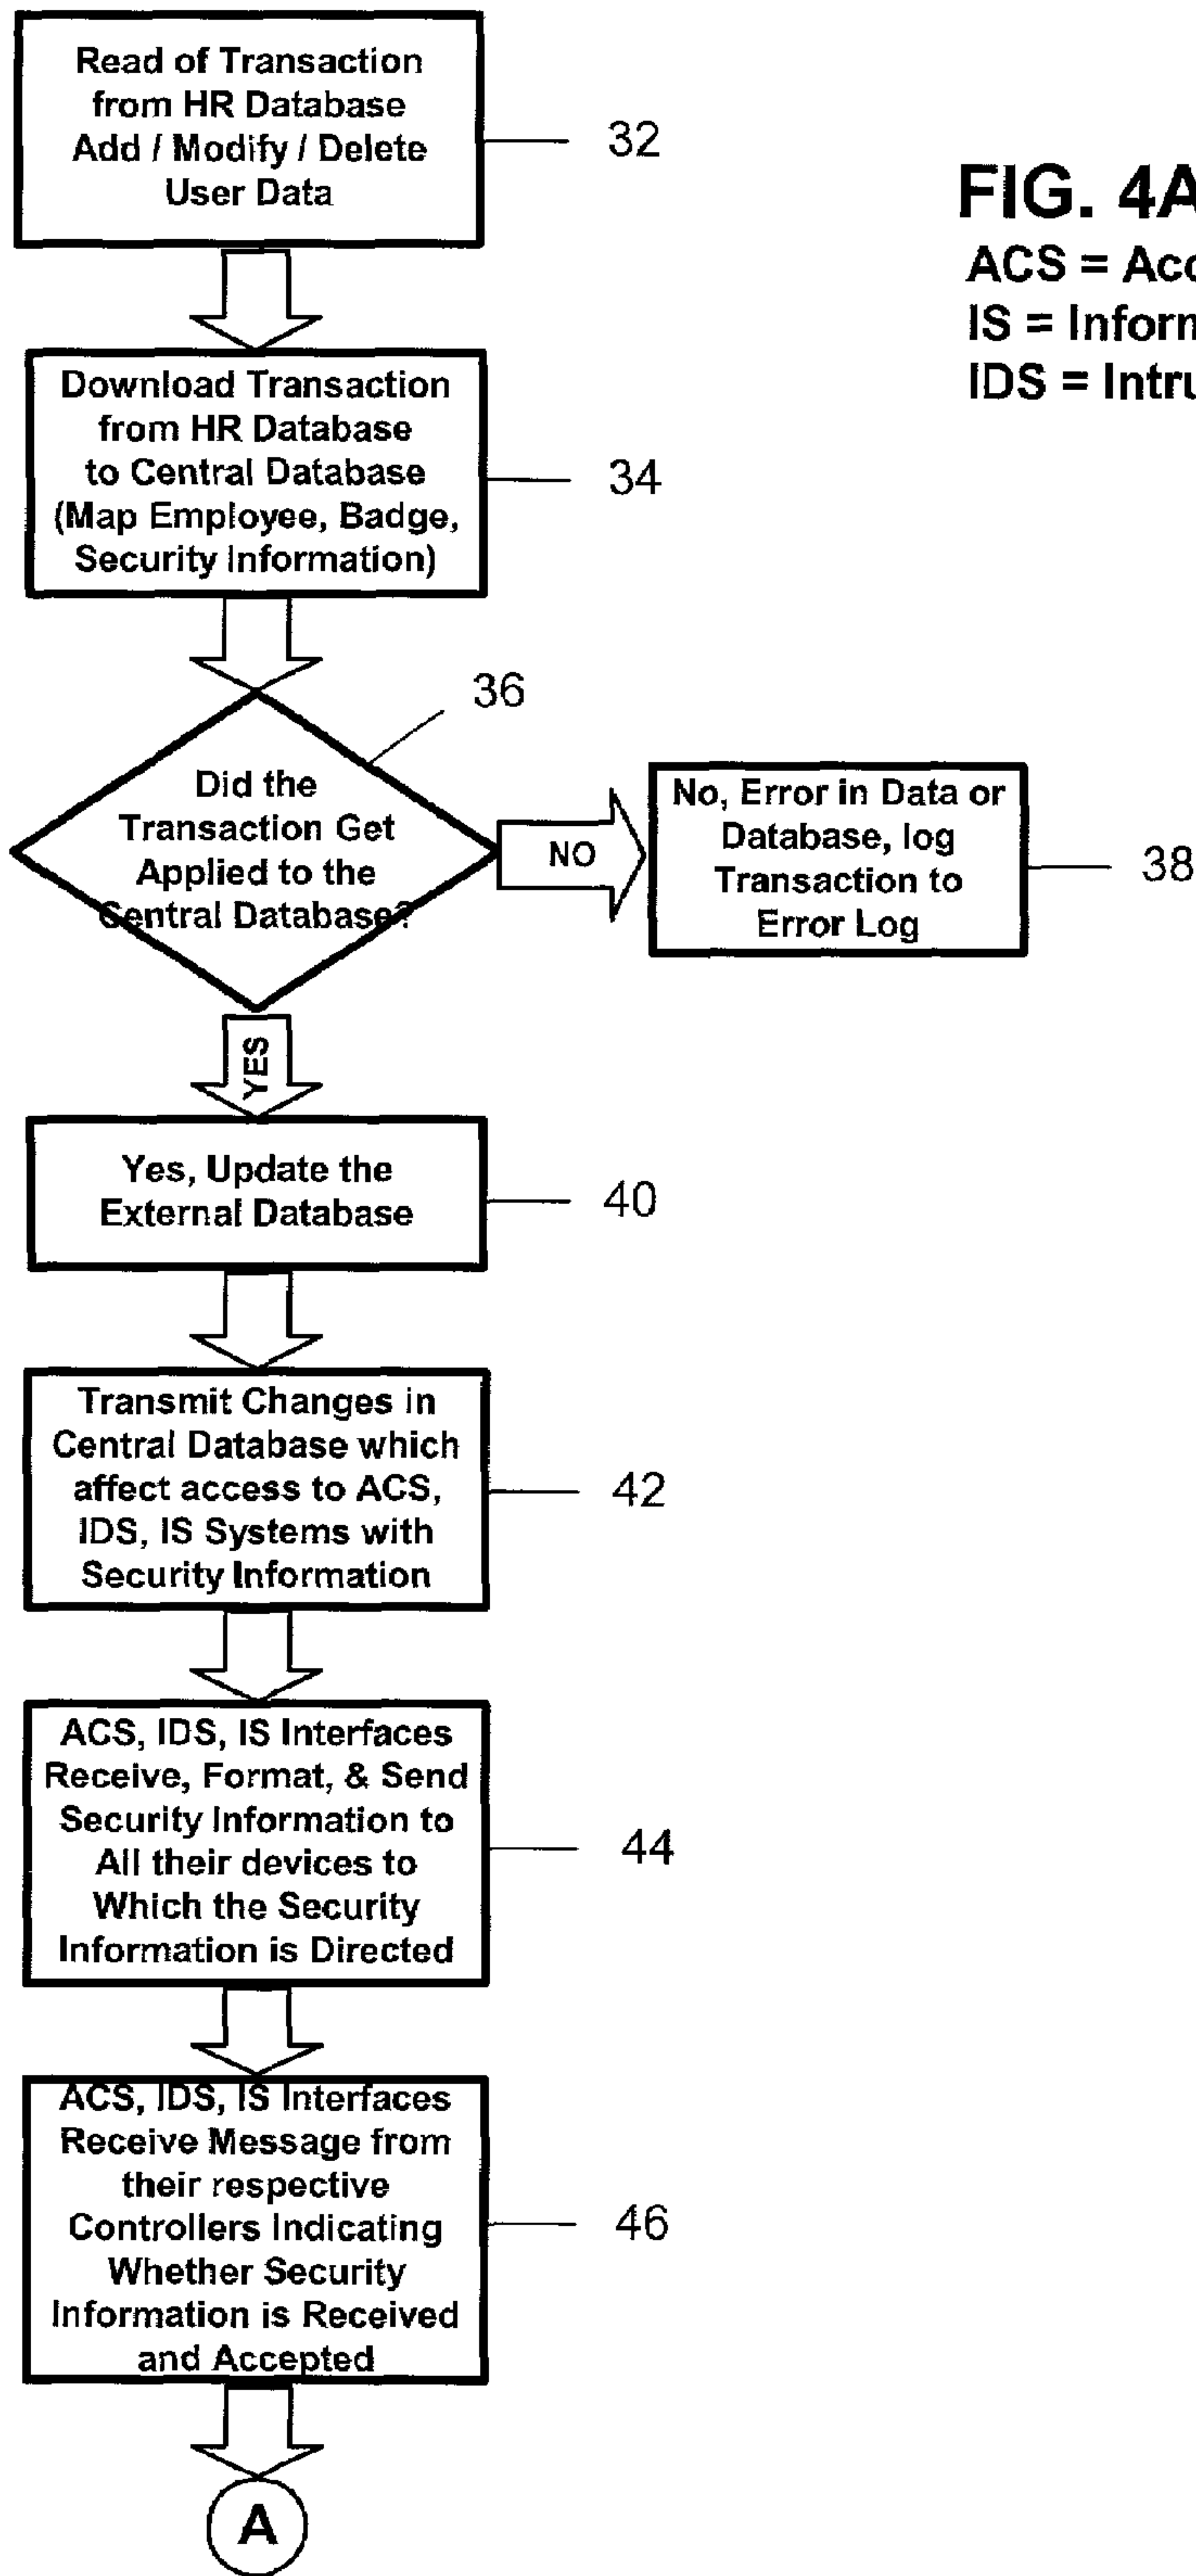 Read of Transaction
from HR Database
Add / Modify / Delete
User Data
32
FIG. 4A
ACS =
IS =
IDS =
Download Transaction
from HR Database
to Central Database
(Map Employee, Badge,
Security Information)
34
36
Did the
Transaction Get
Applied to the
Central Database?
NO
No, Error in Data or
Database, log
Transaction to
Error Log
38
YES
Yes, Update the
External Database
40
Transmit Changes in
Central Database which
affect access to ACS,
IDS, IS Systems with
Security Information
42
ACS, IDS, IS Interfaces
Receive, Format, & Send
Security Information to
All their devices to
Which the Security
Information is Directed
44
ACS, IDS, IS Interfaces
Receive Message from
their respective
Controllers Indicating
Whether Security
Information is Received
and Accepted
46
A